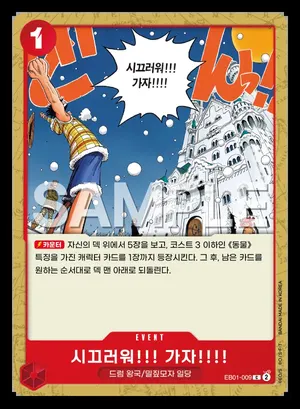 1
시끄러워!!!
가자!!!!
SAMPLE
카운터 자신의 덱 위에서 5장을 보고, 코스트 3 이하인 《동물》
특징을 가진 캐릭터 카드를 1장까지 등장시킨다. 그 후, 남은 카드를
원하는 순서대로 덱 맨 아래로 되돌린다.
EVENT
시끄러워!!! 가자!!!!
드럼 왕국/밀짚모자 일당
EB01-009
2